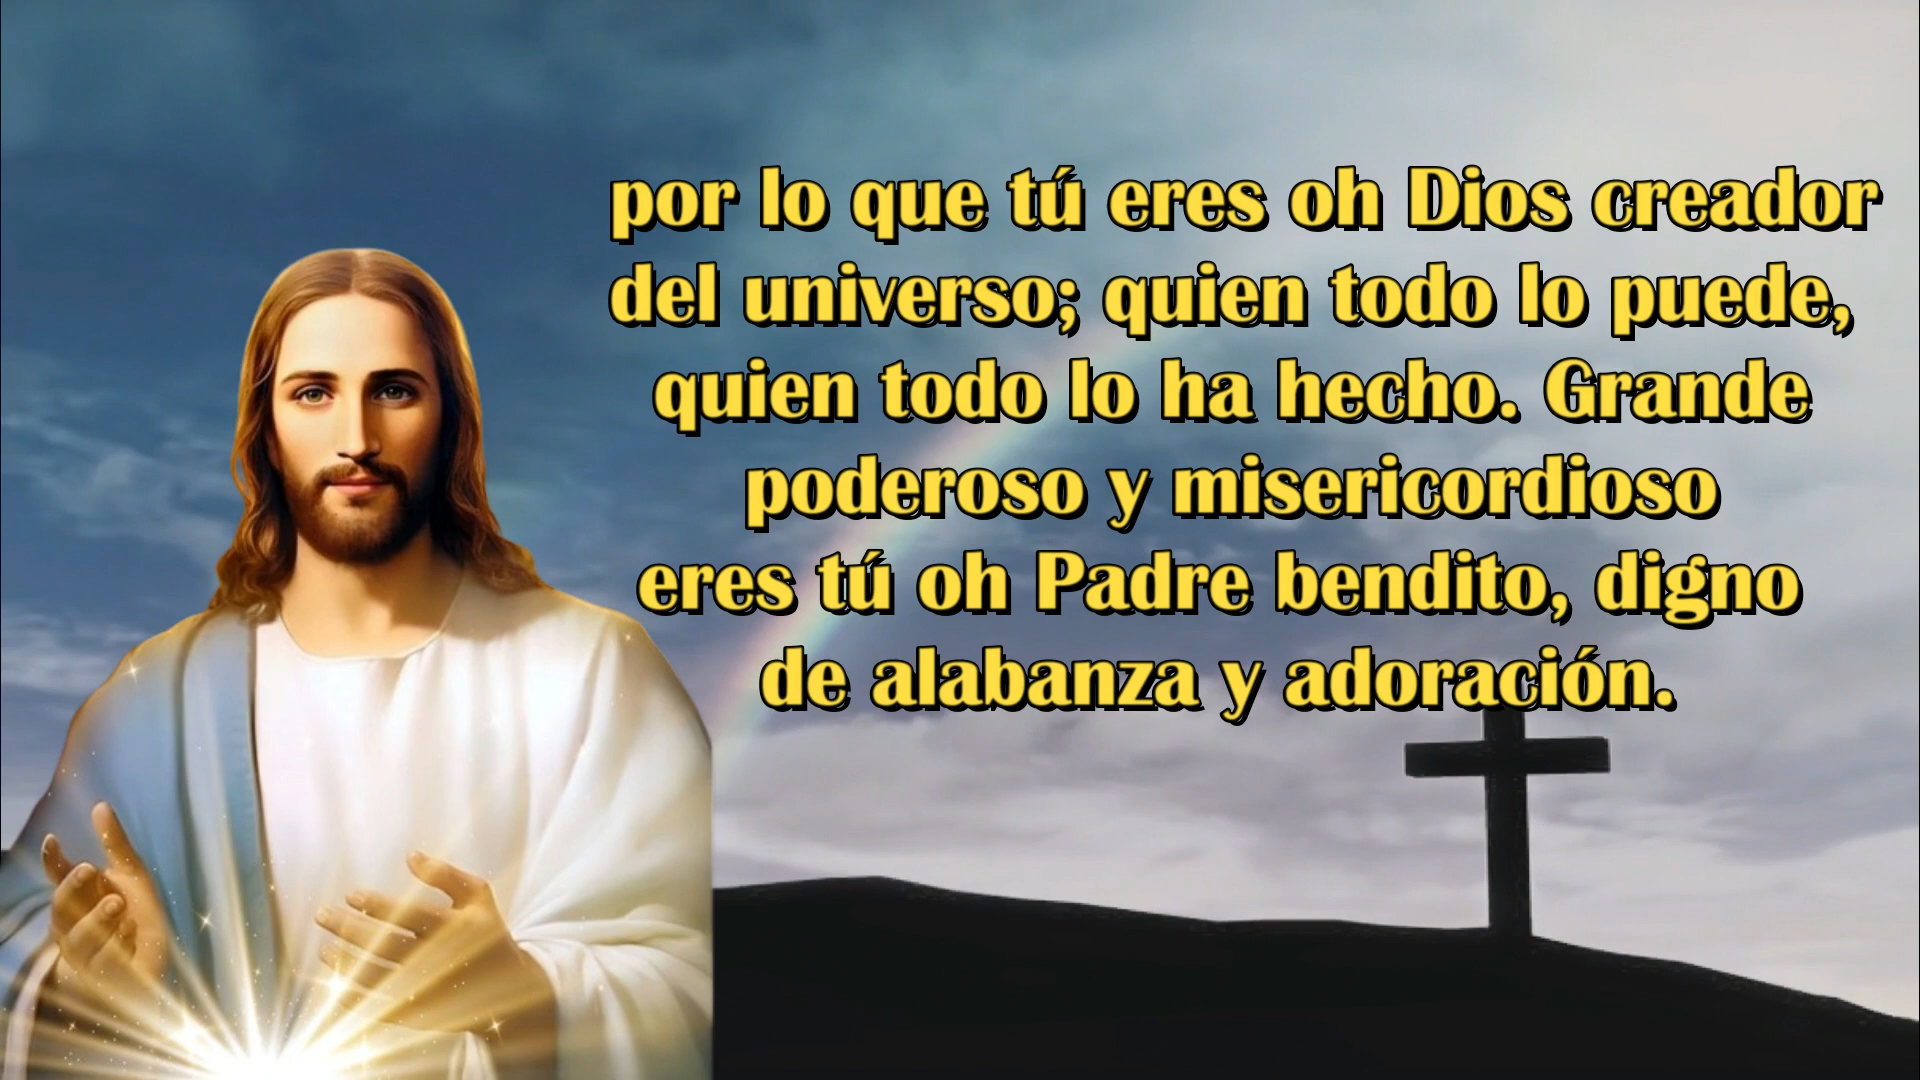 por lo que tú eres oh Dios creador
del universo; quien todo lo puede,
quien todo lo ha hecho. Grande
poderoso y misericordioso
eres tú oh Padre bendito, digno
de alabanza y adoración.